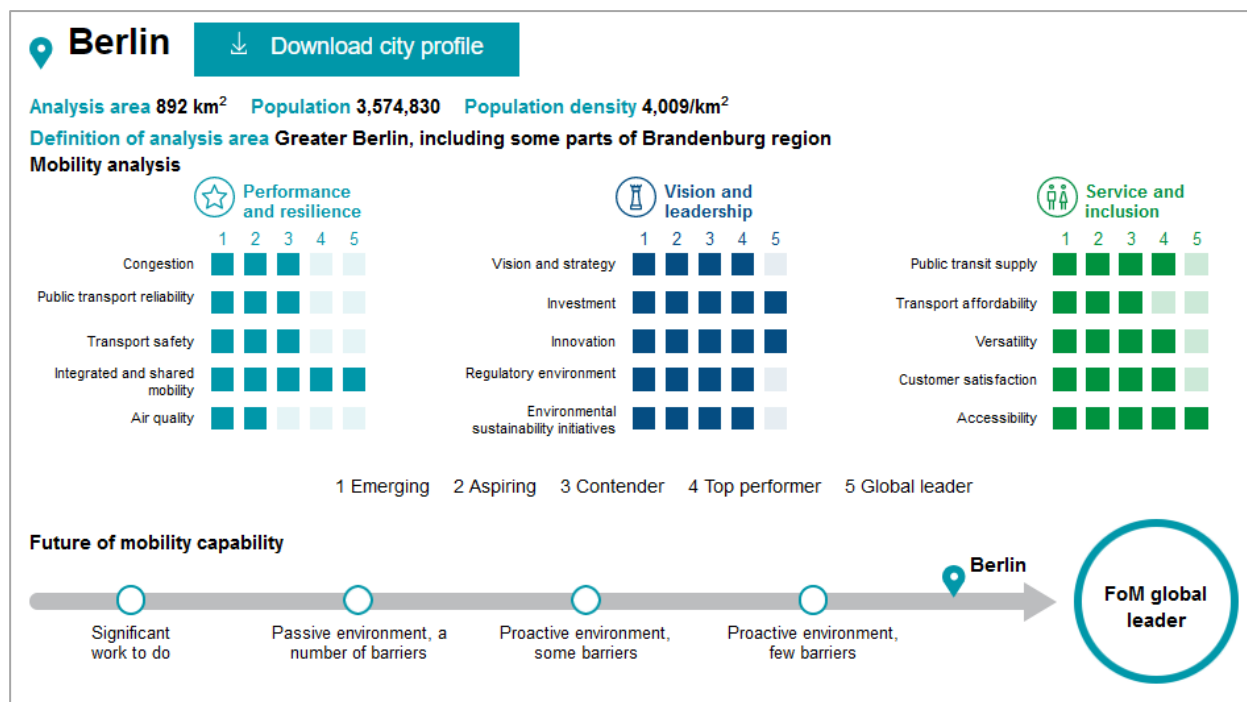 Berlin
Download city profile
Analysis area 892 km² Population 3,574,830 Population density 4,009/km²
Definition of analysis area Greater Berlin, including some parts of Brandenburg region
Mobility analysis
Performance
and resilience
1 2 3 4 5
Congestion
Public transport reliability
Transport safety
Integrated and shared
mobility
Air quality
Vision and
leadership
1 2 3 4 5
Vision and strategy
Investment
Innovation
Regulatory environment
Environmental
sustainability initiatives
Service and
inclusion
1 2 3 4 5
Public transit supply
Transport affordability
Versatility
Customer satisfaction
Accessibility
1 Emerging 2 Aspiring 3 Contender 4 Top performer 5 Global leader
Future of mobility capability
Significant
work to do
Passive environment, a
number of barriers
Proactive environment,
some barriers
Proactive environment,
few barriers
Berlin
FoM global
leader